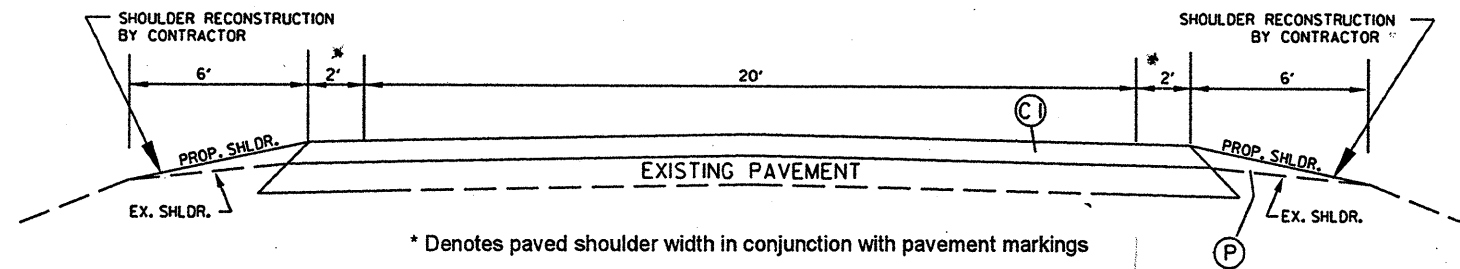 SHOULDER RECONSTRUCTION
BY CONTRACTOR
SHOULDER RECONSTRUCTION
BY CONTRACTOR
*
*
6'
2'
20'
2'
6'
C1
PROP. SHLDR.
PROP. SHLDR.
EXISTING PAVEMENT
EX. SHLDR.
EX. SHLDR.
* Denotes paved shoulder width in conjunction with pavement markings
P